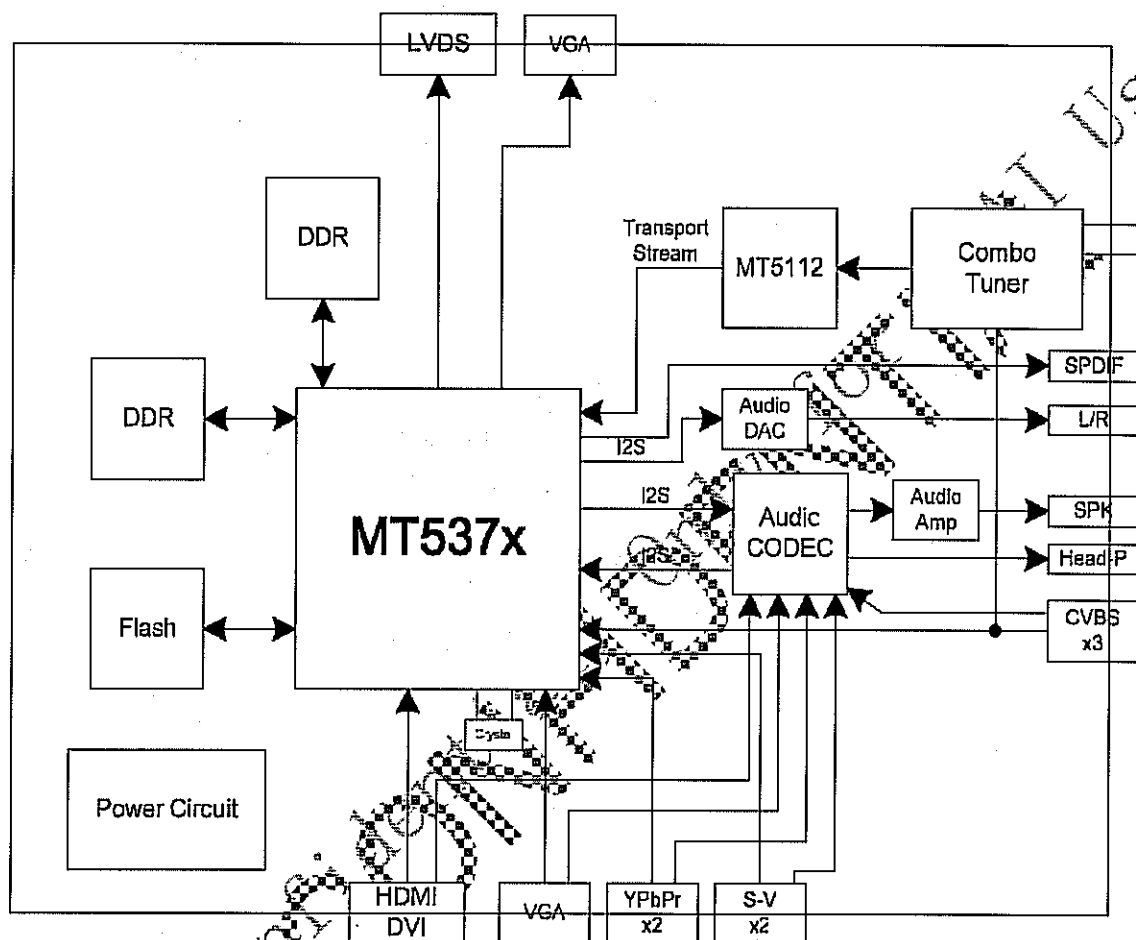 LVDS
VGA
DDR
Transport
Stream
MT5112
Combo
Tuner
SPDIF
DDR
Audio
DAC
L/R
I2S
I2S
MT537x
Audio
CODEC
Audio
Amp
SPK
I2S
Head-P
Flash
CVBS
x3
Power Circuit
HDMI
DVI
VGA
YPbPr
x2
S-V
x2